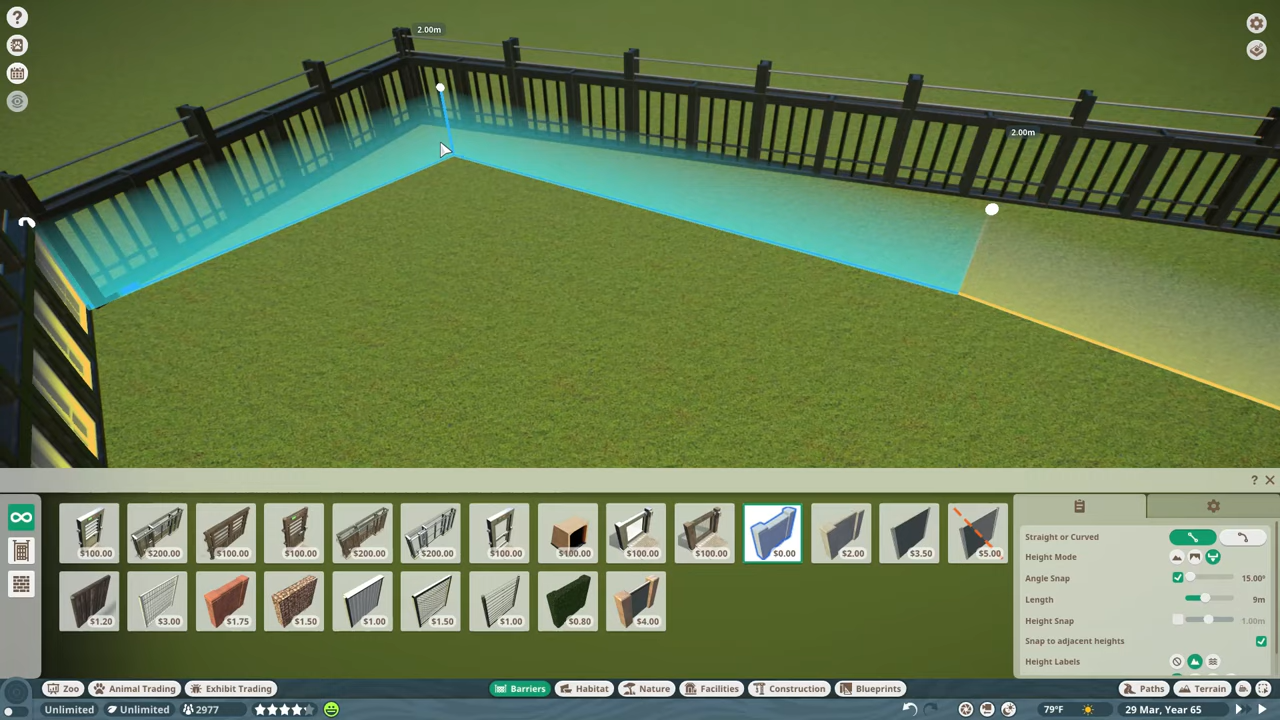 ?
2.00m
2.00m
? ×
$100.00 $200.00 $100.00 $100.00 $200.00 $200.00 $100.00 $100.00 $100.00 $100.00 $0.00 $2.00 $3.50 $5.00
$1.20 $3.00 $1.75 $1.50 $1.00 $1.50 $1.00 $0.80 $4.00
Straight or Curved
Height Mode
Angle Snap 15.00°
Length 9m
Height Snap 1.00m
Snap to adjacent heights
Height Labels
Zoo Animal Trading Exhibit Trading Barriers Habitat Nature Facilities Construction Blueprints Paths Terrain
Unlimited Unlimited 2977 79°F 29 Mar, Year 65